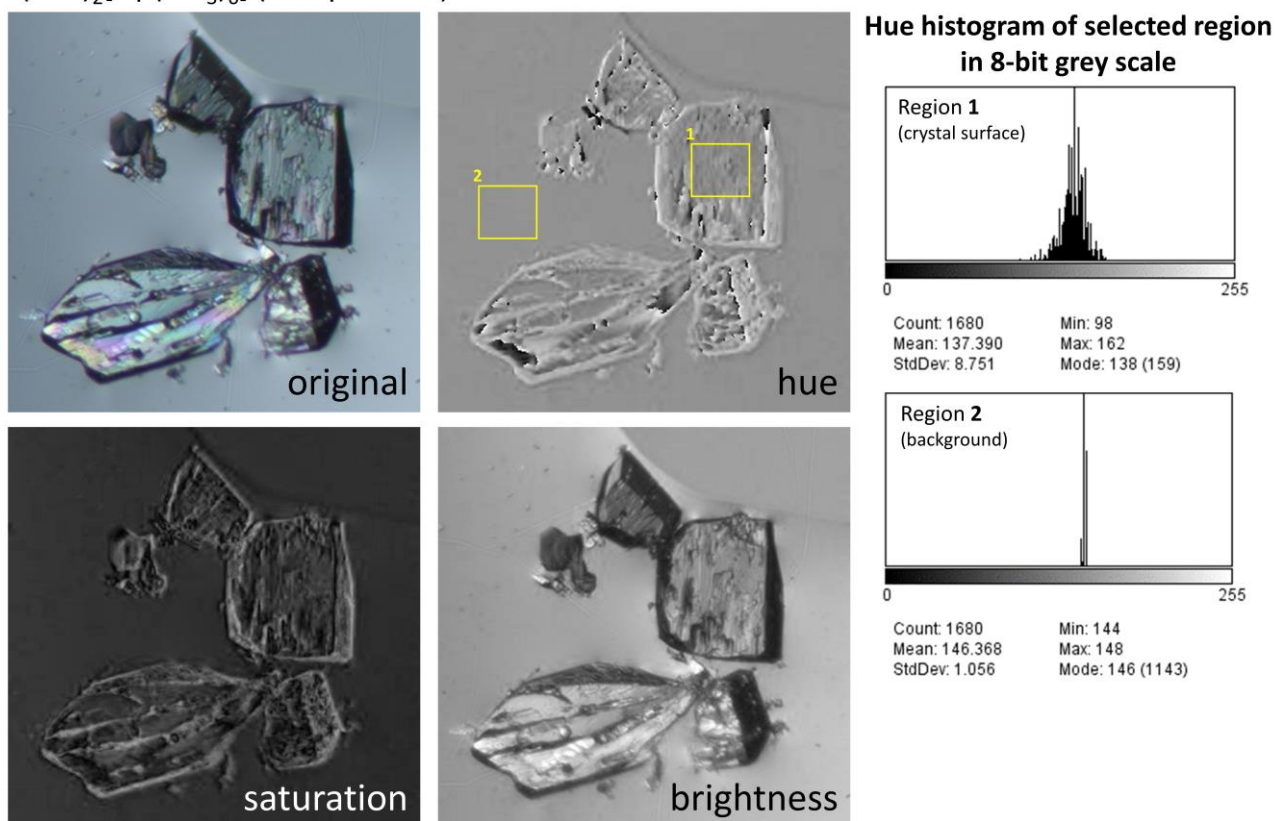 original
hue
1
2
saturation
brightness
Hue histogram of selected region
in 8-bit grey scale
Region 1
(crystal surface)
0 255
Count: 1680 Min: 98
Mean: 137.390 Max: 162
StdDev: 8.751 Mode: 138 (159)
Region 2
(background)
0 255
Count: 1680 Min: 144
Mean: 146.368 Max: 148
StdDev: 1.056 Mode: 146 (1143)